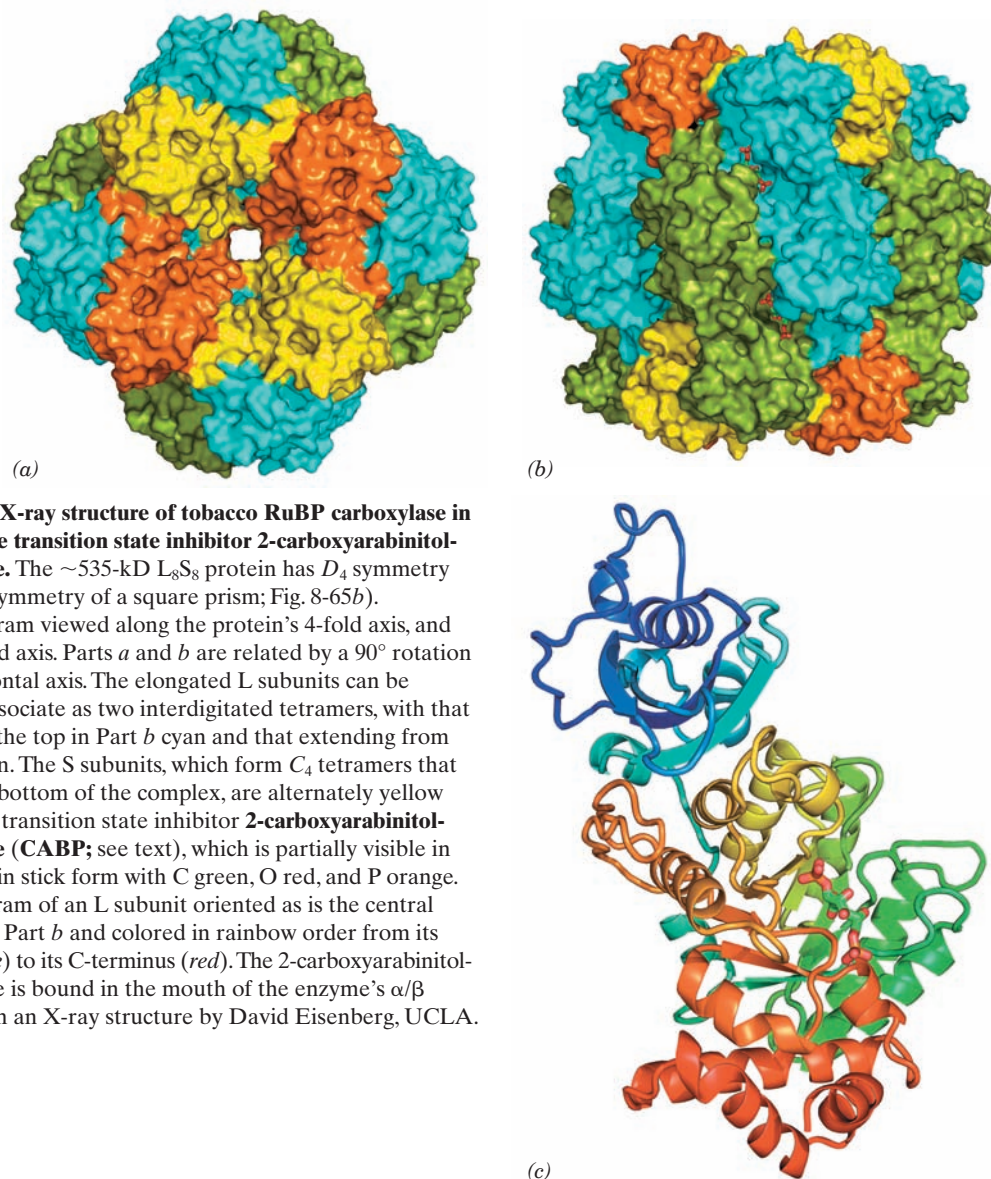 (a)
(b)
X-ray structure of tobacco RuBP carboxylase in
e transition state inhibitor 2-carboxyarabinitol-
e. The ~535-kD L₈S₈ protein has D₄ symmetry
symmetry of a square prism; Fig. 8-65b).
ram viewed along the protein's 4-fold axis, and
d axis. Parts a and b are related by a 90° rotation
ontal axis. The elongated L subunits can be
ssociate as two interdigitated tetramers, with that
the top in Part b cyan and that extending from
n. The S subunits, which form C₄ tetramers that
bottom of the complex, are alternately yellow
transition state inhibitor 2-carboxyarabinitol-
e (CABP; see text), which is partially visible in
in stick form with C green, O red, and P orange.
ram of an L subunit oriented as is the central
Part b and colored in rainbow order from its
e) to its C-terminus (red). The 2-carboxyarabinitol-
e is bound in the mouth of the enzyme's α/β
n an X-ray structure by David Eisenberg, UCLA.
(c)